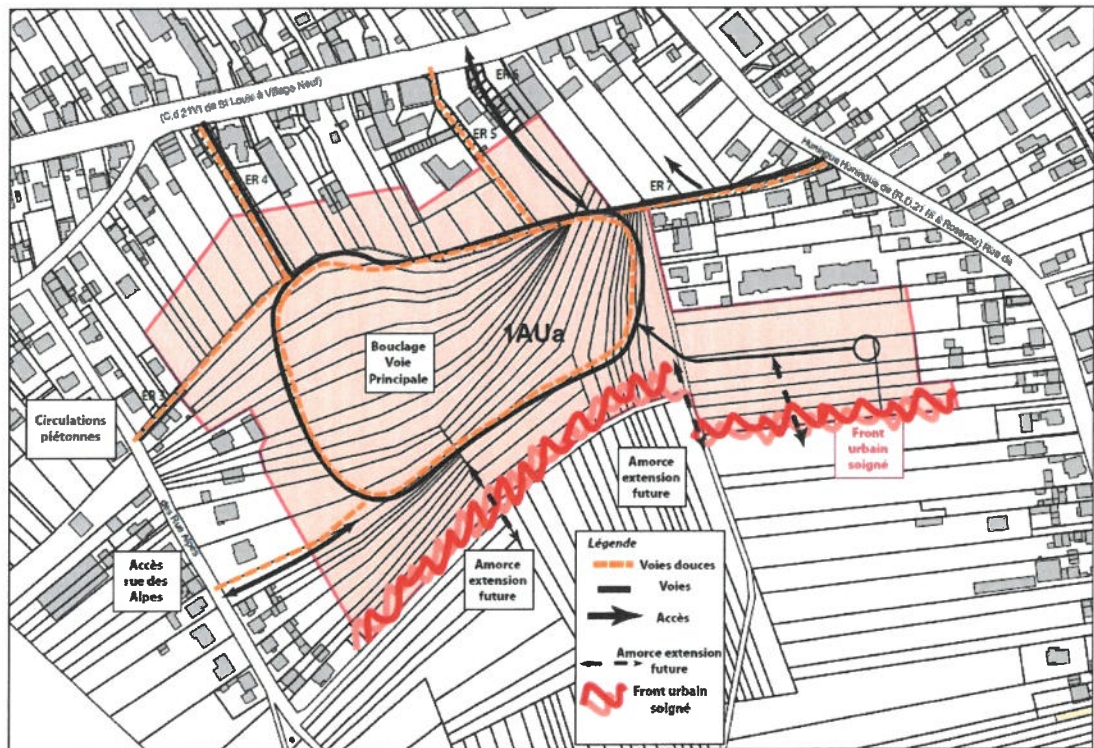 (C.d 21VI de St Louis à Village Neuf)
ER 6
ER 5
ER 4
ER 7
Huningue Huningue de (R.D.21 III à Rosenau) Rue de
1AUa
Bouclage
Voie
Principale
ER 3
Circulations
piétonnes
des Rue Alpes
Accès
rue des
Alpes
Amorce
extension
future
Front
urbain
soigné
Amorce
extension
future
Légende
Voies douces
Voies
Accès
Amorce extension
future
Front urbain
soigné